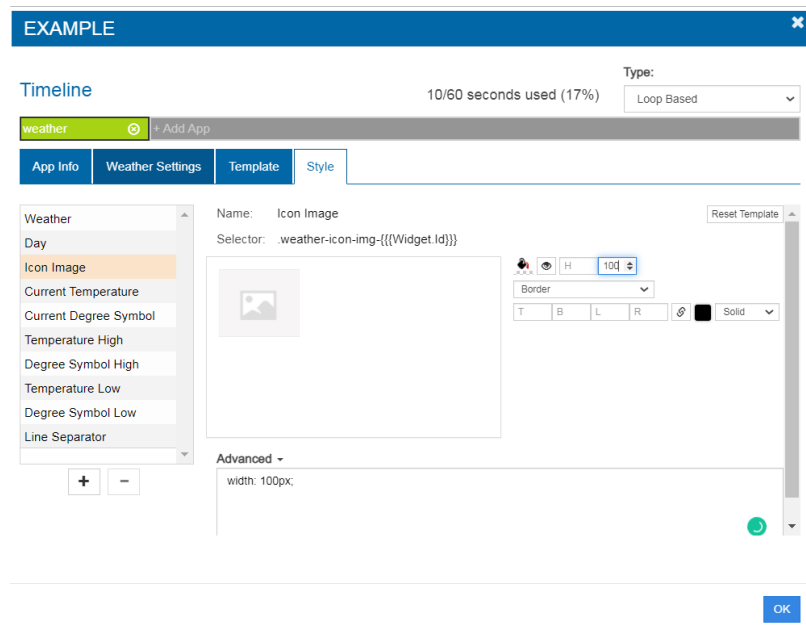 EXAMPLE
Timeline
10/60 seconds used (17%)
Type:
Loop Based
weather
+ Add App
App Info
Weather Settings
Template
Style
Weather
Day
Icon Image
Current Temperature
Current Degree Symbol
Temperature High
Degree Symbol High
Temperature Low
Degree Symbol Low
Line Separator
Name: Icon Image
Reset Template
Selector: .weather-icon-img-{{{Widget.Id}}}
H 100
Border
T B L R Solid
Advanced
width: 100px;
OK